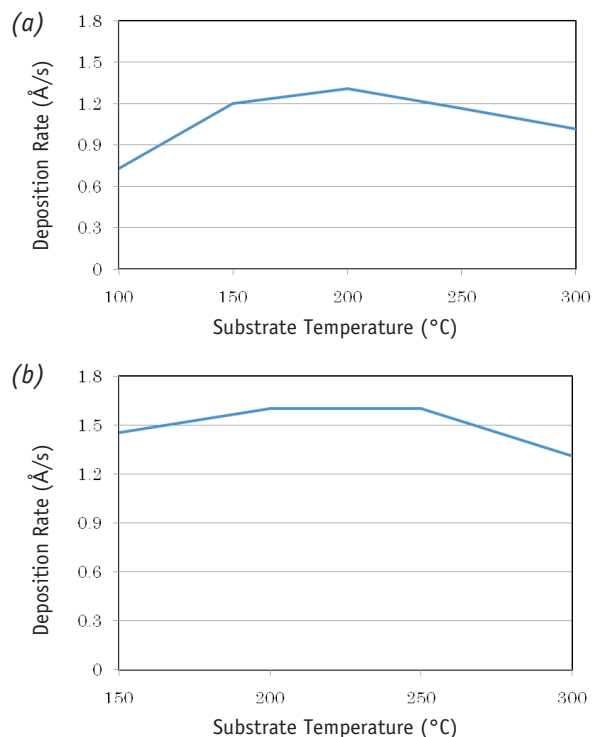 (a)
Deposition Rate (Å/s)
1.8
1.5
1.2
0.9
0.6
0.3
0
100 150 200 250 300
Substrate Temperature (°C)
(b)
Deposition Rate (Å/s)
1.8
1.5
1.2
0.9
0.6
0.3
0
150 200 250 300
Substrate Temperature (°C)